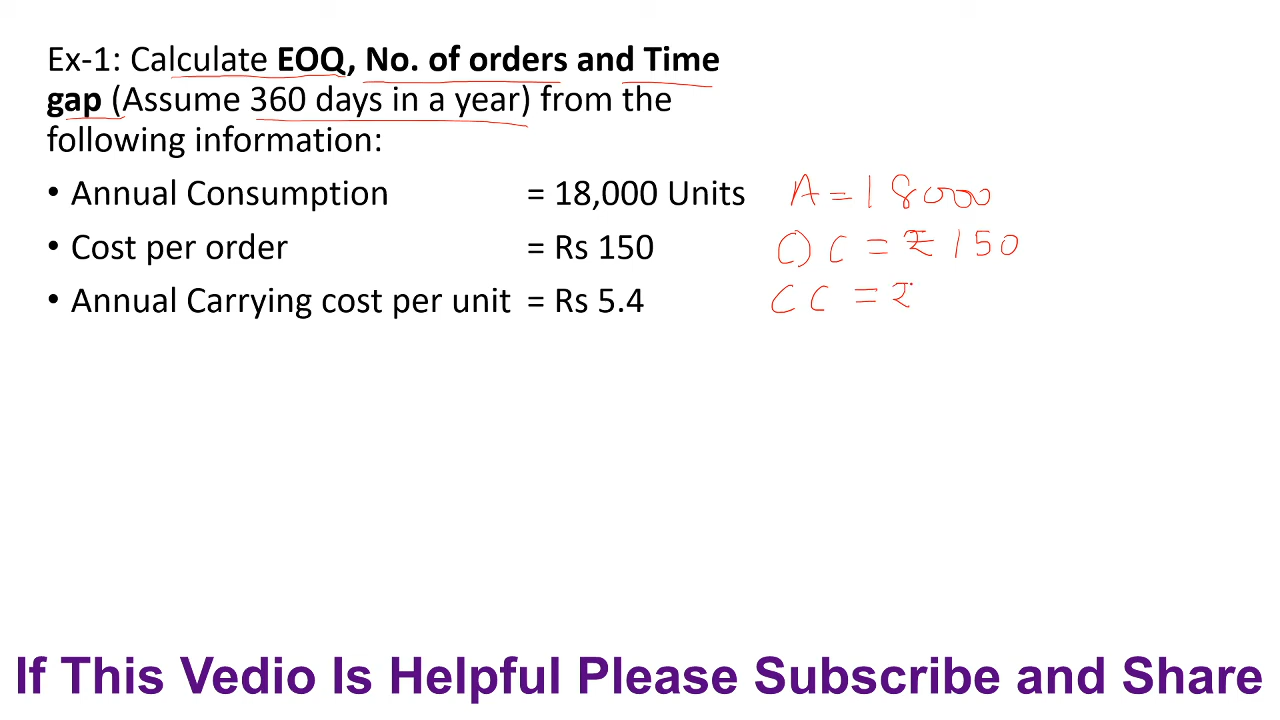 Ex-1: Calculate EOQ, No. of orders and Time
gap (Assume 360 days in a year) from the
following information:
• Annual Consumption = 18,000 Units A = 18000
• Cost per order = Rs 150 OC = ₹ 150
• Annual Carrying cost per unit = Rs 5.4 CC = ₹
If This Vedio Is Helpful Please Subscribe and Share